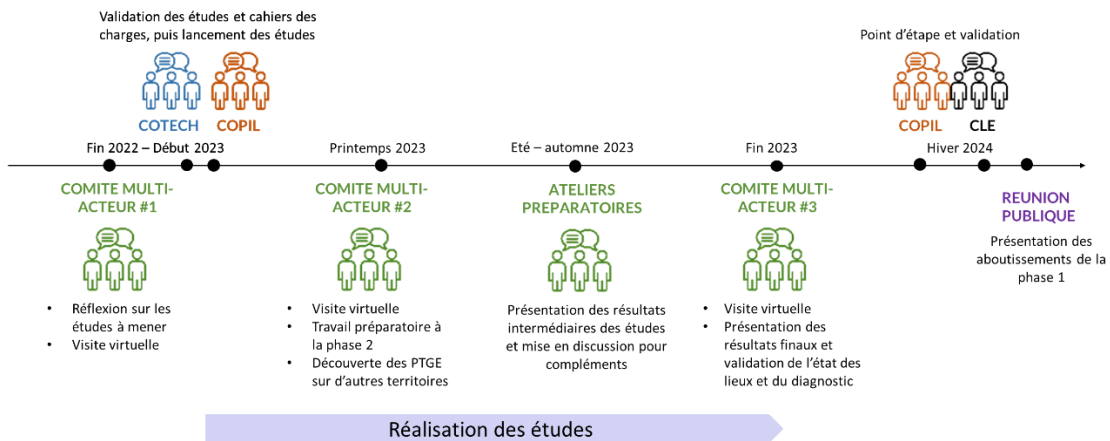 Validation des études et cahiers des
charges, puis lancement des études
COTECH
COPIL
Point d'étape et validation
COPIL
CLE
Fin 2022 – Début 2023
Printemps 2023
Eté – automne 2023
Fin 2023
Hiver 2024
COMITE MULTI-
ACTEUR #1
• Réflexion sur les
études à mener
• Visite virtuelle
COMITE MULTI-
ACTEUR #2
• Visite virtuelle
• Travail préparatoire à
la phase 2
• Découverte des PTGE
sur d'autres territoires
ATELIERS
PREPARATOIRES
Présentation des résultats
intermédiaires des études
et mise en discussion pour
compléments
COMITE MULTI-
ACTEUR #3
• Visite virtuelle
• Présentation des
résultats finaux et
validation de l'état des
lieux et du diagnostic
REUNION
PUBLIQUE
Présentation des
aboutissements de la
phase 1
Réalisation des études